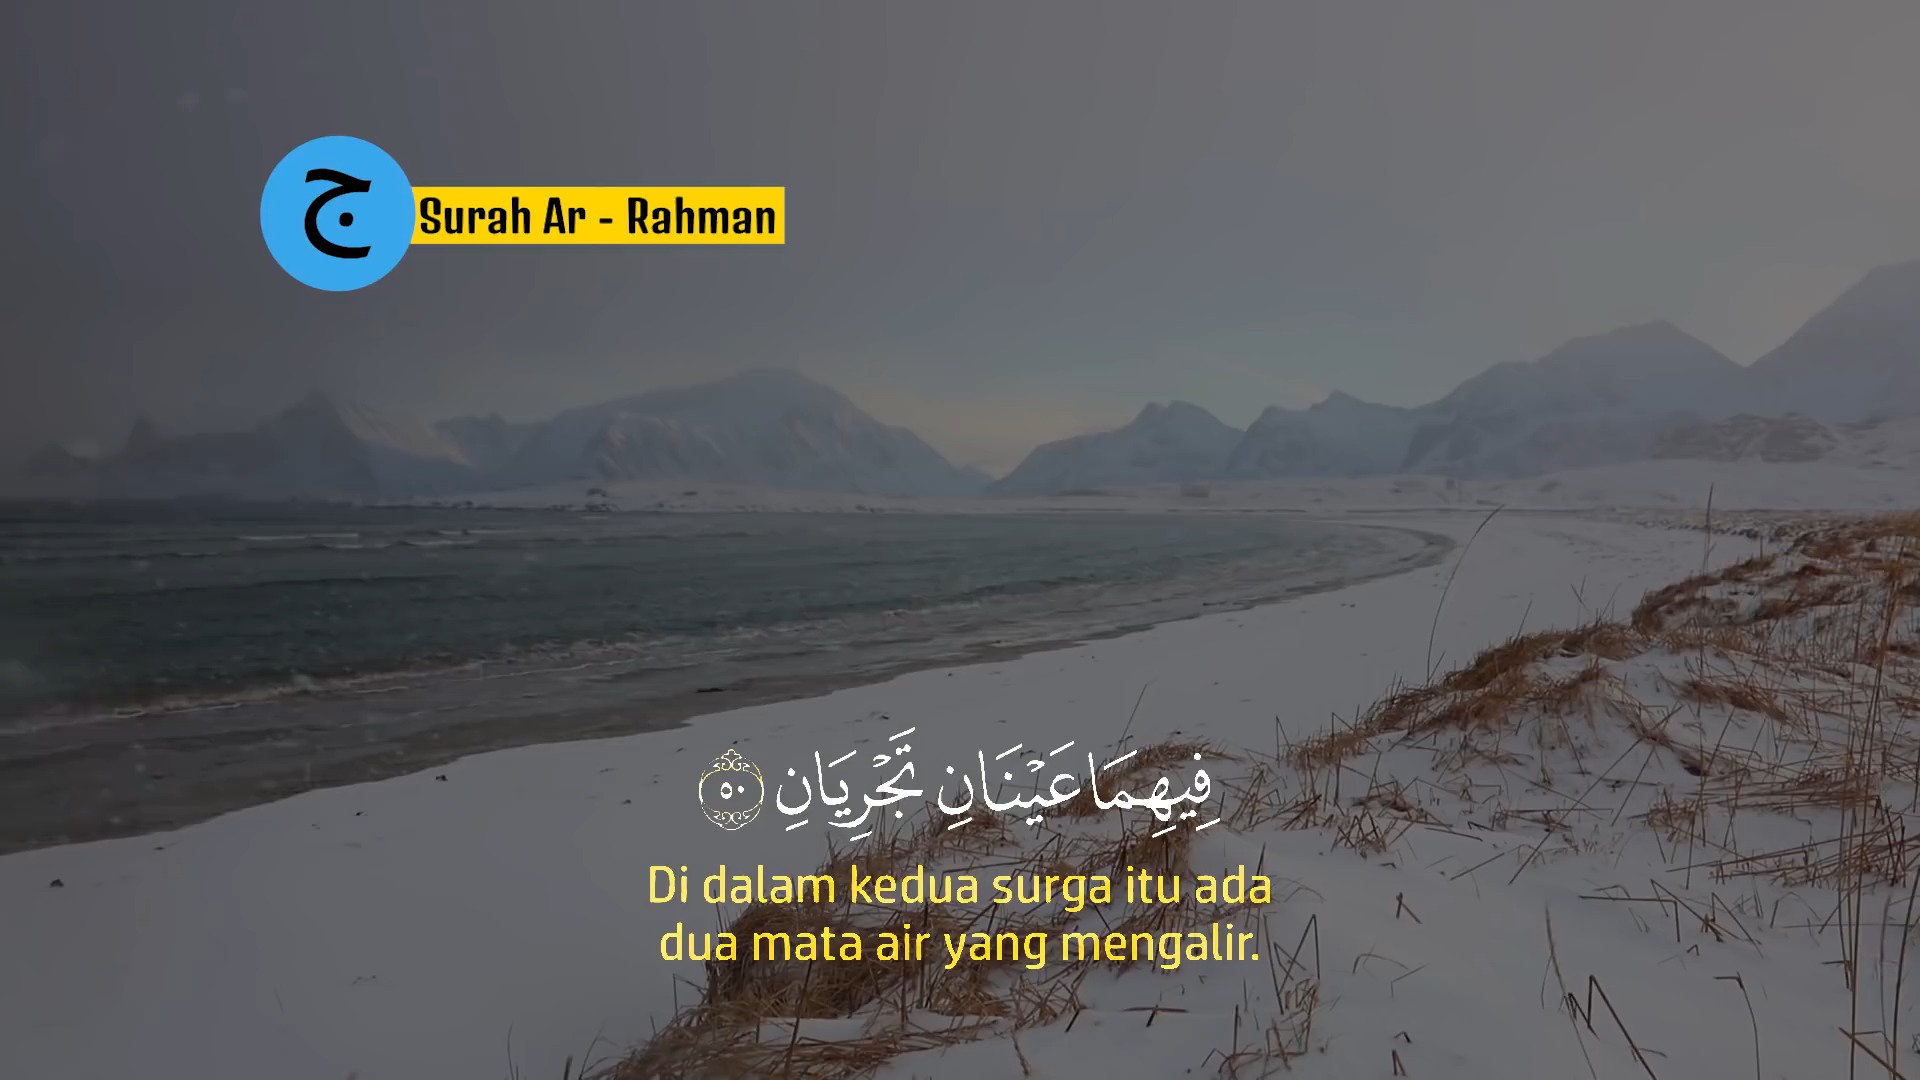 ج
Surah Ar - Rahman
فِيهِمَا عَيْنَانِ تَجْرِيَانِ ٥٠
Di dalam kedua surga itu ada
dua mata air yang mengalir.